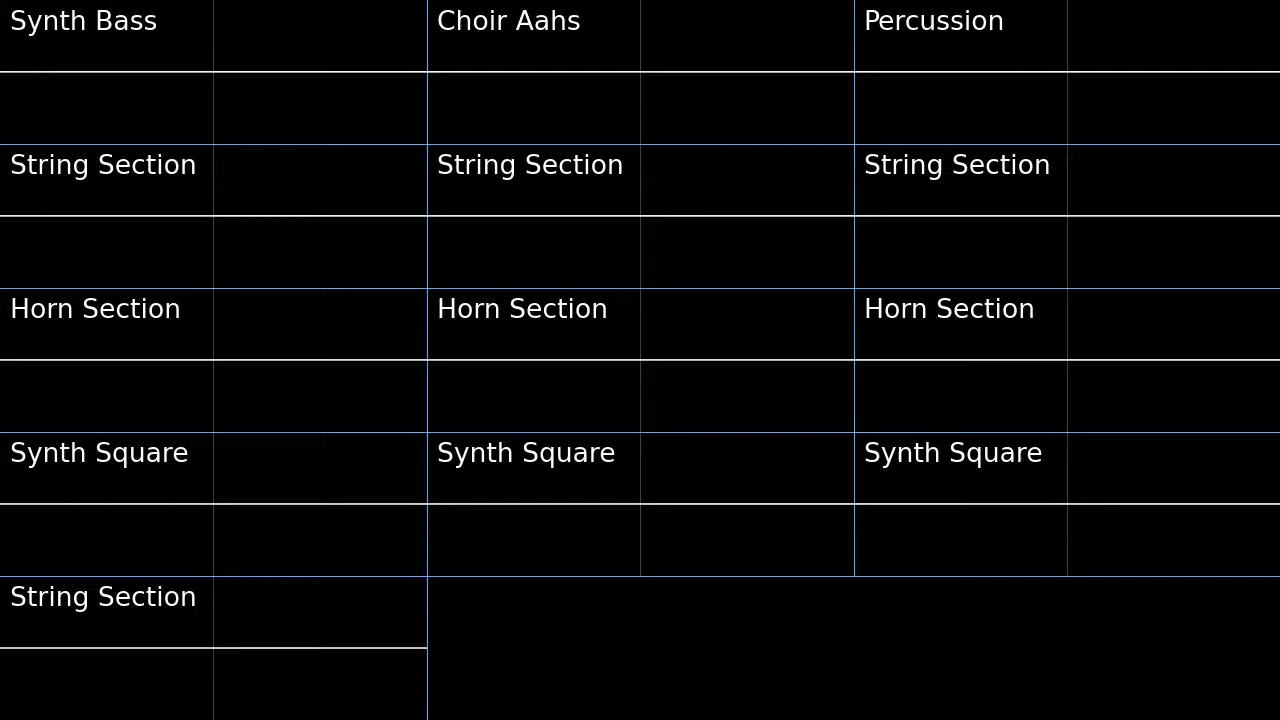 Synth Bass
Choir Aahs
Percussion
String Section
String Section
String Section
Horn Section
Horn Section
Horn Section
Synth Square
Synth Square
Synth Square
String Section